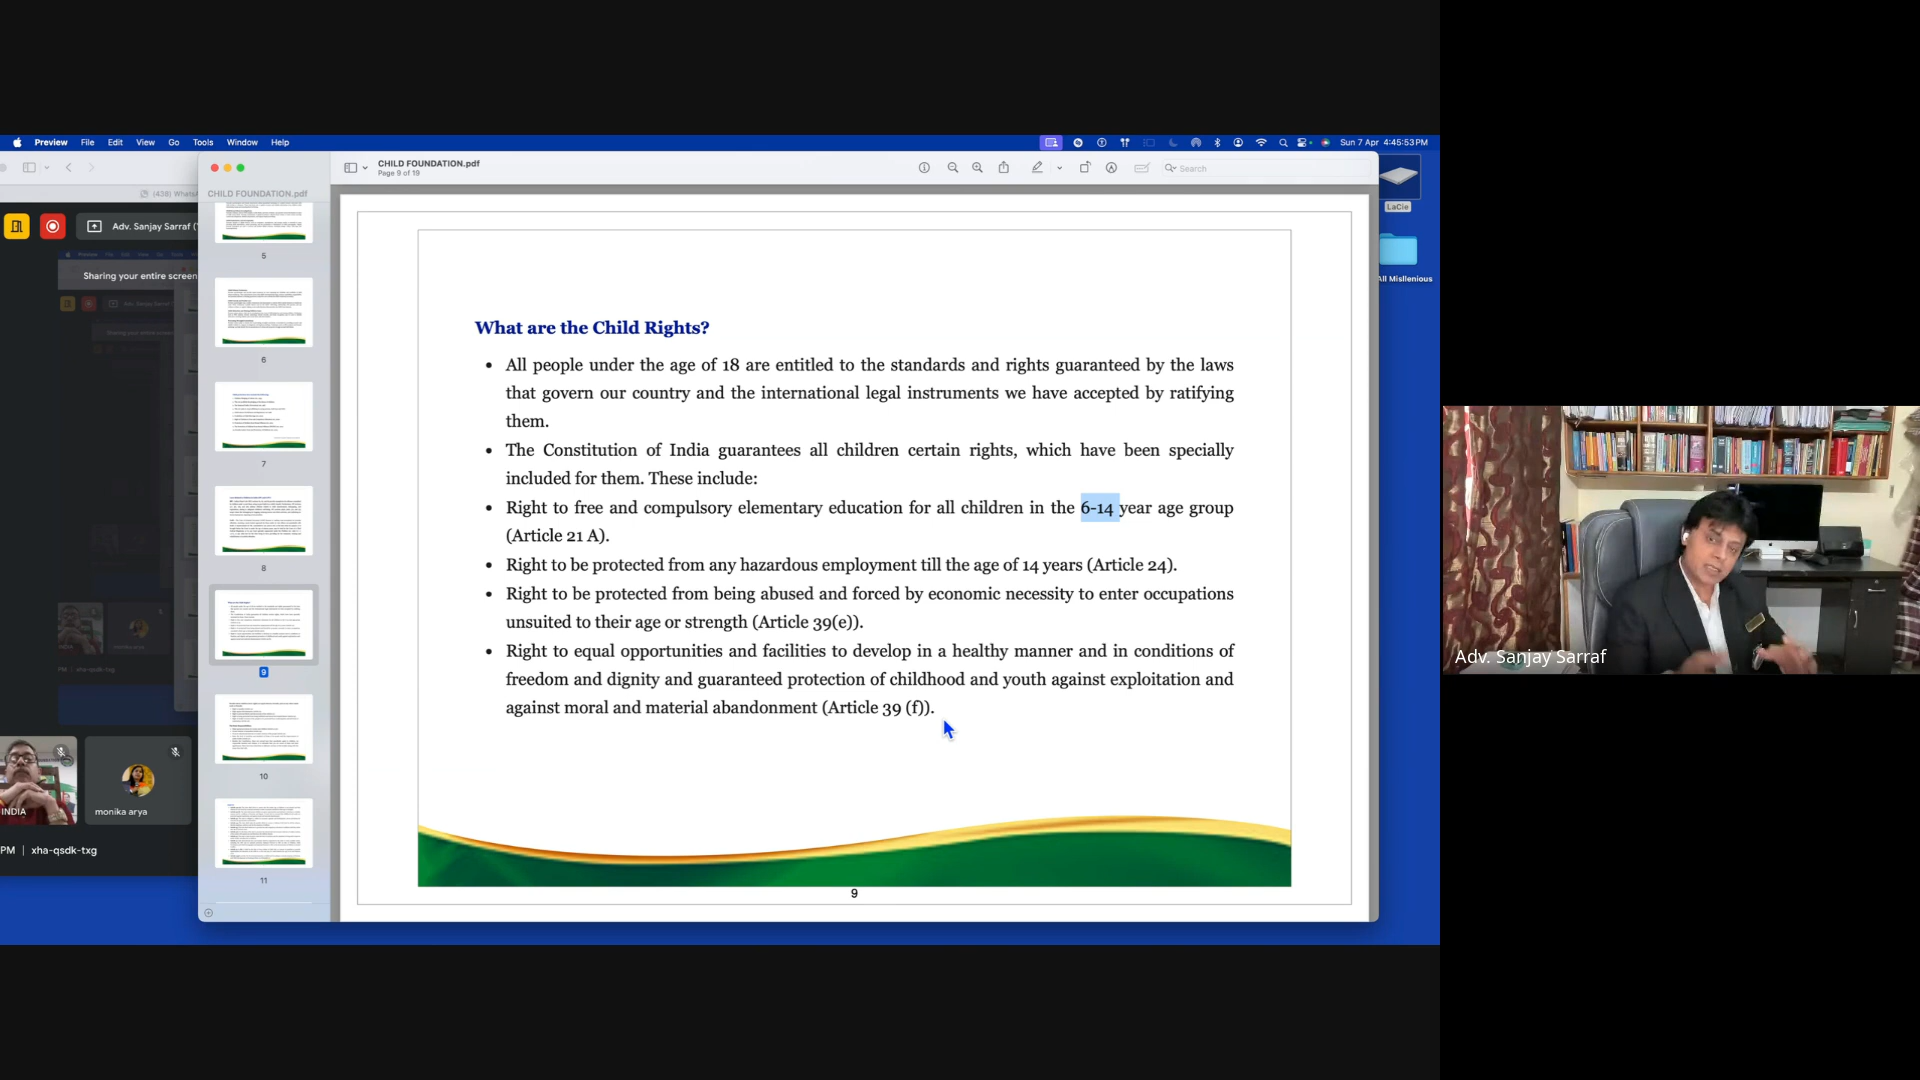 Preview File Edit View Go Tools Window Help
Sun 7 Apr 4:45:53 PM
CHILD FOUNDATION.pdf
Page 9 of 19
Search
CHILD FOUNDATION.pdf
LaCie
Adv. Sanjay Sarraf (
Sharing your entire screen
All Misllenious
5
6
7
8
9
10
11
What are the Child Rights?
• All people under the age of 18 are entitled to the standards and rights guaranteed by the laws
that govern our country and the international legal instruments we have accepted by ratifying
them.
• The Constitution of India guarantees all children certain rights, which have been specially
included for them. These include:
• Right to free and compulsory elementary education for all children in the 6-14 year age group
(Article 21 A).
• Right to be protected from any hazardous employment till the age of 14 years (Article 24).
• Right to be protected from being abused and forced by economic necessity to enter occupations
unsuited to their age or strength (Article 39(e)).
• Right to equal opportunities and facilities to develop in a healthy manner and in conditions of
freedom and dignity and guaranteed protection of childhood and youth against exploitation and
against moral and material abandonment (Article 39 (f)).
9
INDIA
monika arya
PM | xha-qsdk-txg
Adv. Sanjay Sarraf